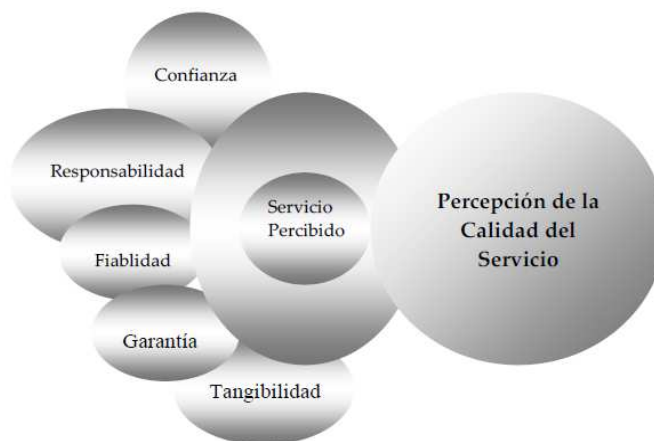 Confianza
Responsabilidad
Fiablidad
Garantía
Tangibilidad
Servicio
Percibido
Percepción de la
Calidad del
Servicio